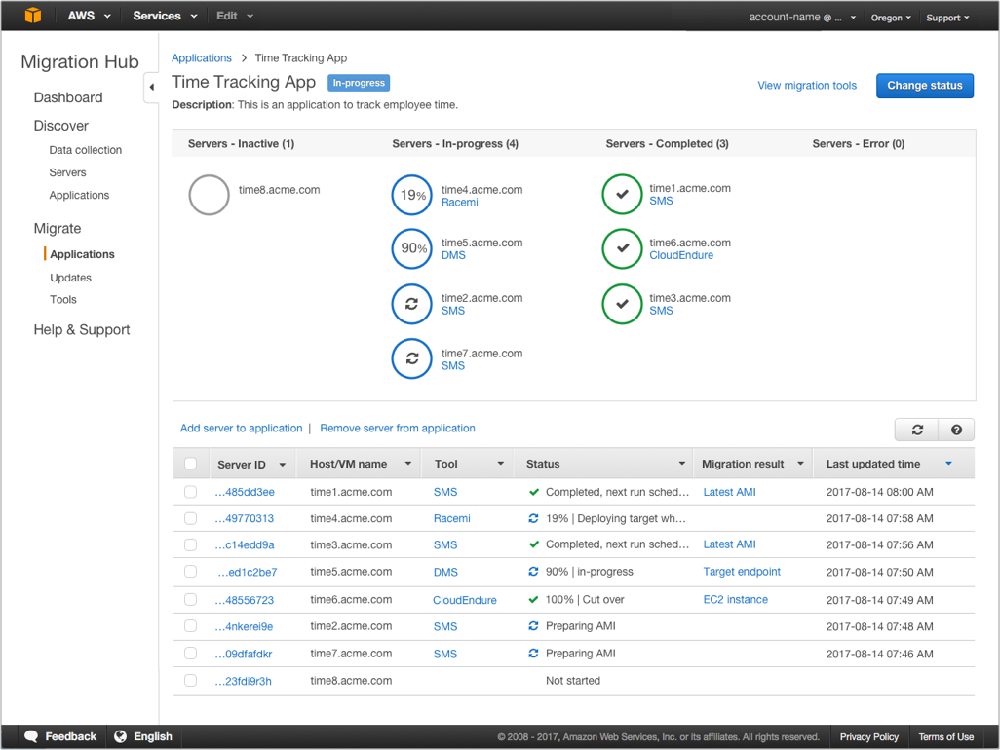 AWS Services Edit account-name @ ... Oregon Support
Migration Hub
Dashboard
Discover
Data collection
Servers
Applications
Migrate
Applications
Updates
Tools
Help & Support
Applications > Time Tracking App
Time Tracking App In-progress
View migration tools Change status
Description: This is an application to track employee time.
Servers - Inactive (1) Servers - In-progress (4) Servers - Completed (3) Servers - Error (0)
time8.acme.com
19% time4.acme.com
Racemi
90% time5.acme.com
DMS
time2.acme.com
SMS
time7.acme.com
SMS
time1.acme.com
SMS
time6.acme.com
CloudEndure
time3.acme.com
SMS
Add server to application | Remove server from application ?
Server ID Host/VM name Tool Status Migration result Last updated time
...485dd3ee time1.acme.com SMS Completed, next run sched... Latest AMI 2017-08-14 08:00 AM
...49770313 time4.acme.com Racemi 19% | Deploying target wh... 2017-08-14 07:58 AM
...c14edd9a time3.acme.com SMS Completed, next run sched... Latest AMI 2017-08-14 07:56 AM
...ed1c2be7 time5.acme.com DMS 90% | in-progress Target endpoint 2017-08-14 07:50 AM
...48556723 time6.acme.com CloudEndure 100% | Cut over EC2 instance 2017-08-14 07:49 AM
...4nkerei9e time2.acme.com SMS Preparing AMI 2017-08-14 07:48 AM
...09dfafdkr time7.acme.com SMS Preparing AMI 2017-08-14 07:46 AM
...23fdi9r3h time8.acme.com Not started
Feedback English © 2008 - 2017, Amazon Web Services, Inc. or its affiliates. All rights reserved. Privacy Policy Terms of Use